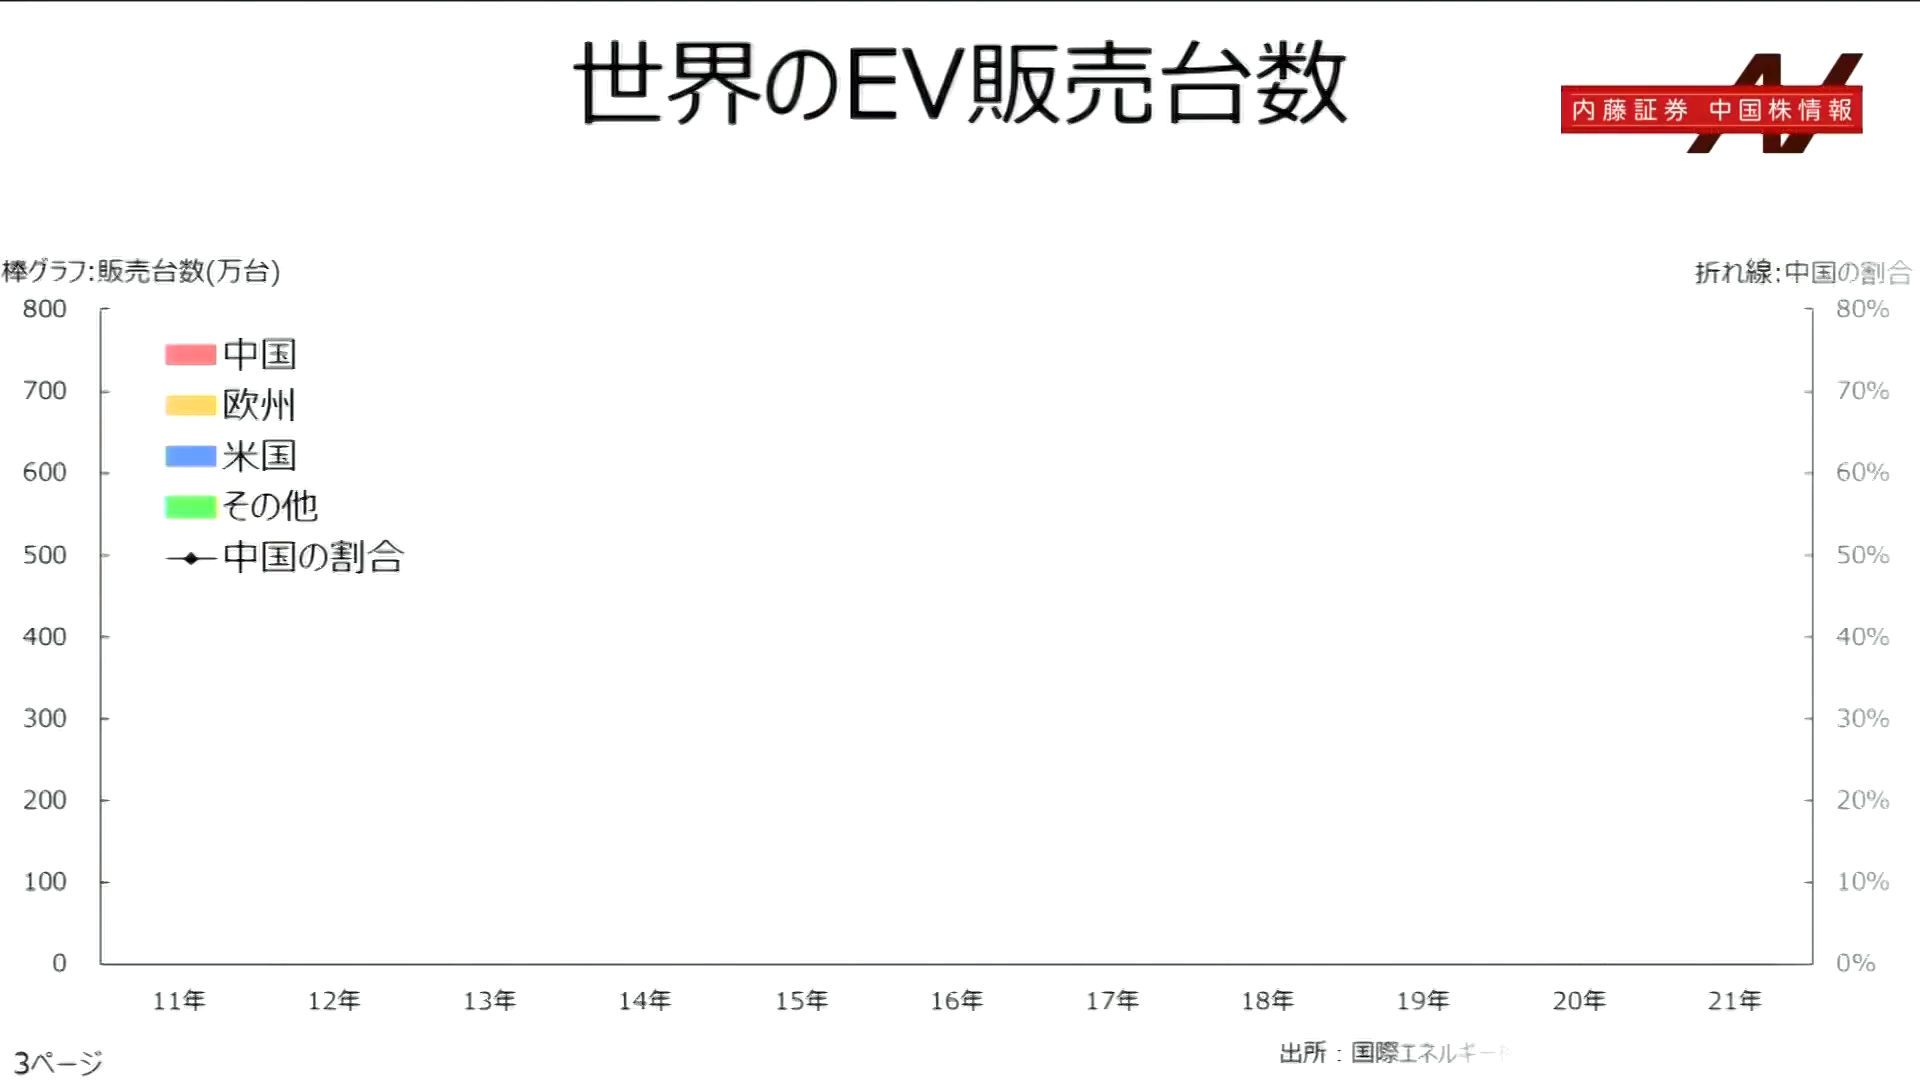 世界のEV販売台数
内藤証券 中国株情報
棒グラフ:販売台数(万台)
折れ線:中国の割合
800
700
600
500
400
300
200
100
0
中国
欧州
米国
その他
中国の割合
80%
70%
60%
50%
40%
30%
20%
10%
0%
11年 12年 13年 14年 15年 16年 17年 18年 19年 20年 21年
出所：国際エネルギー
3ページ